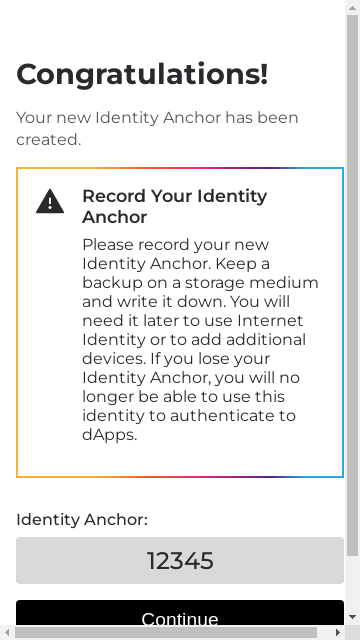 Congratulations!
Your new Identity Anchor has been
created.
Record Your Identity
Anchor
Please record your new
Identity Anchor. Keep a
backup on a storage medium
and write it down. You will
need it later to use Internet
Identity or to add additional
devices. If you lose your
Identity Anchor, you will no
longer be able to use this
identity to authenticate to
dApps.
Identity Anchor:
12345
Continue